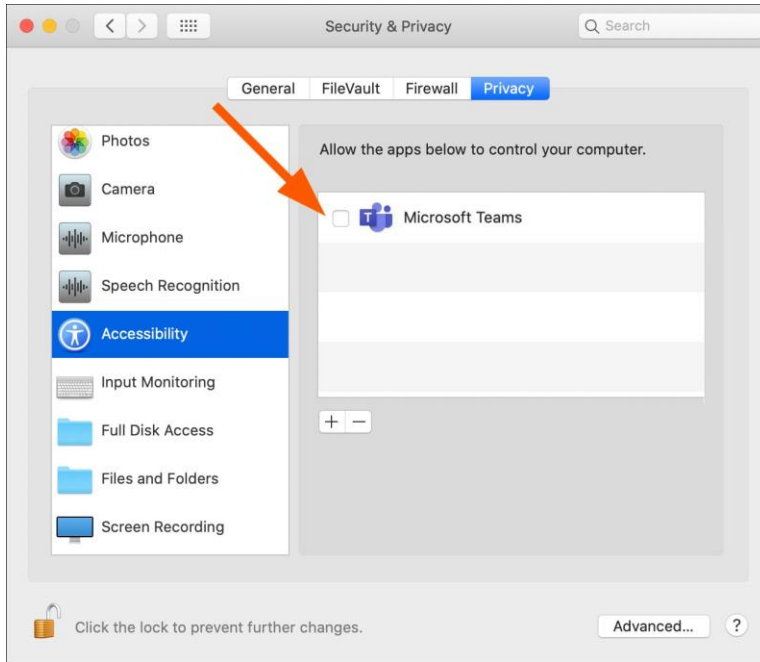 Security & Privacy
Search
General FileVault Firewall Privacy
Photos
Camera
Microphone
Speech Recognition
Accessibility
Input Monitoring
Full Disk Access
Files and Folders
Screen Recording
Allow the apps below to control your computer.
T Microsoft Teams
+ −
Click the lock to prevent further changes.
Advanced... ?